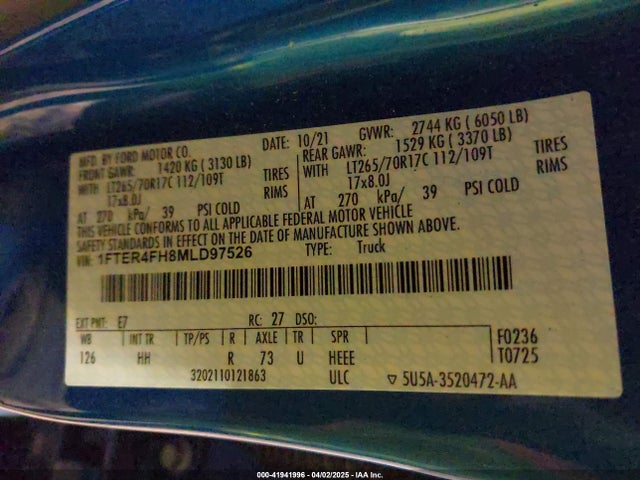 MFD. BY FORD MOTOR CO. DATE: 10/21 GVWR: 2744 KG ( 6050 LB)
FRONT GAWR: 1420 KG ( 3130 LB) REAR GAWR: 1529 KG ( 3370 LB)
WITH LT265/70R17C 112/109T TIRES WITH LT265/70R17C 112/109T TIRES
17x8.0J RIMS 17x8.0J RIMS
AT 270 kPa/ 39 PSI COLD AT 270 kPa/ 39 PSI COLD
THIS VEHICLE CONFORMS TO ALL APPLICABLE FEDERAL MOTOR VEHICLE
SAFETY STANDARDS IN EFFECT ON THE DATE OF MANUFACTURE SHOWN ABOVE.
VIN: 1FTER4FH8MLD97526 TYPE: Truck
EXT PNT: E7 RC: 27 DSO:
WB INT TR TP/PS R AXLE TR SPR F0236
126 HH R 73 U HEEE T0725
3202110121863 ULC ▽ 5U5A-3520472-AA
000-41941996 - 04/02/2025 - IAA Inc.